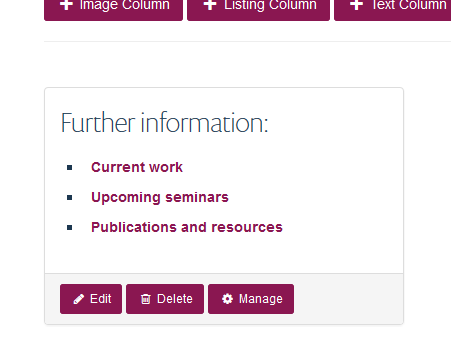 Image Column Listing Column Text Column
Further information:
Current work
Upcoming seminars
Publications and resources
Edit Delete Manage